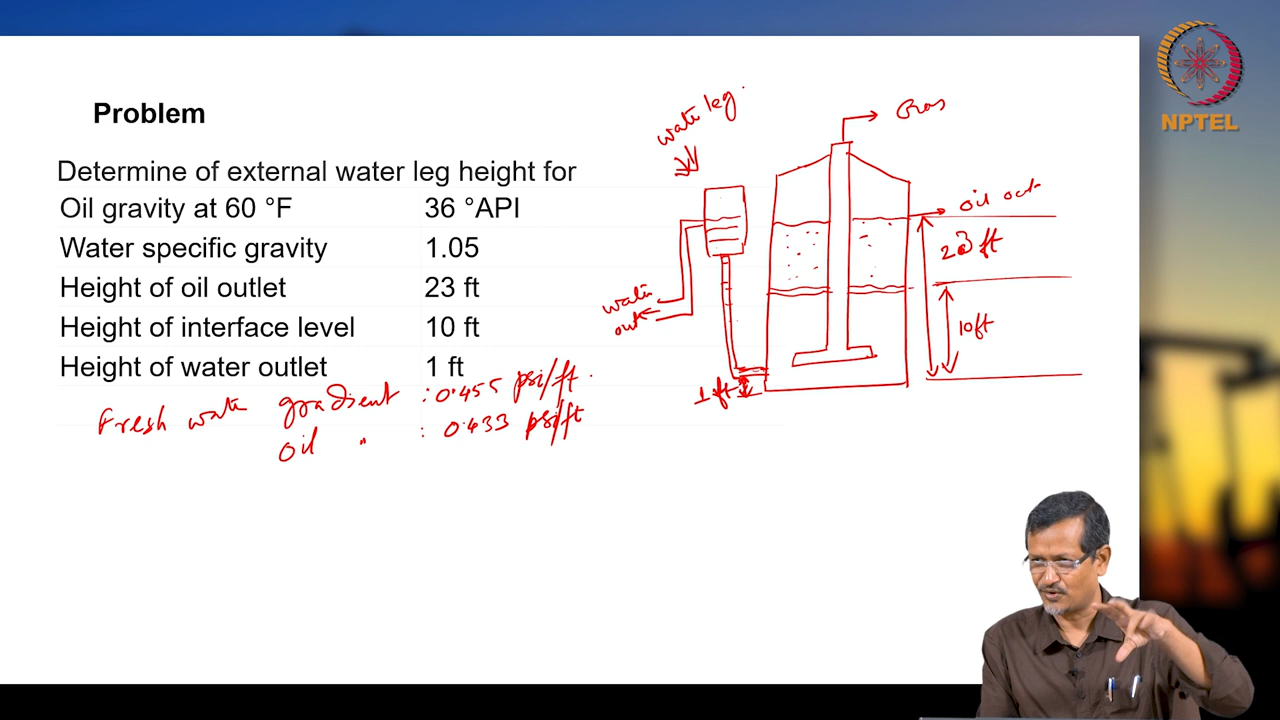 NPTEL
Problem
Determine of external water leg height for
Oil gravity at 60 °F 36 °API
Water specific gravity 1.05
Height of oil outlet 23 ft
Height of interface level 10 ft
Height of water outlet 1 ft
Fresh water gradient : 0.455 psi/ft.
Oil " : 0.433 psi/ft
water leg.
Gas
oil out
23 ft
10ft
water
out
1 ft